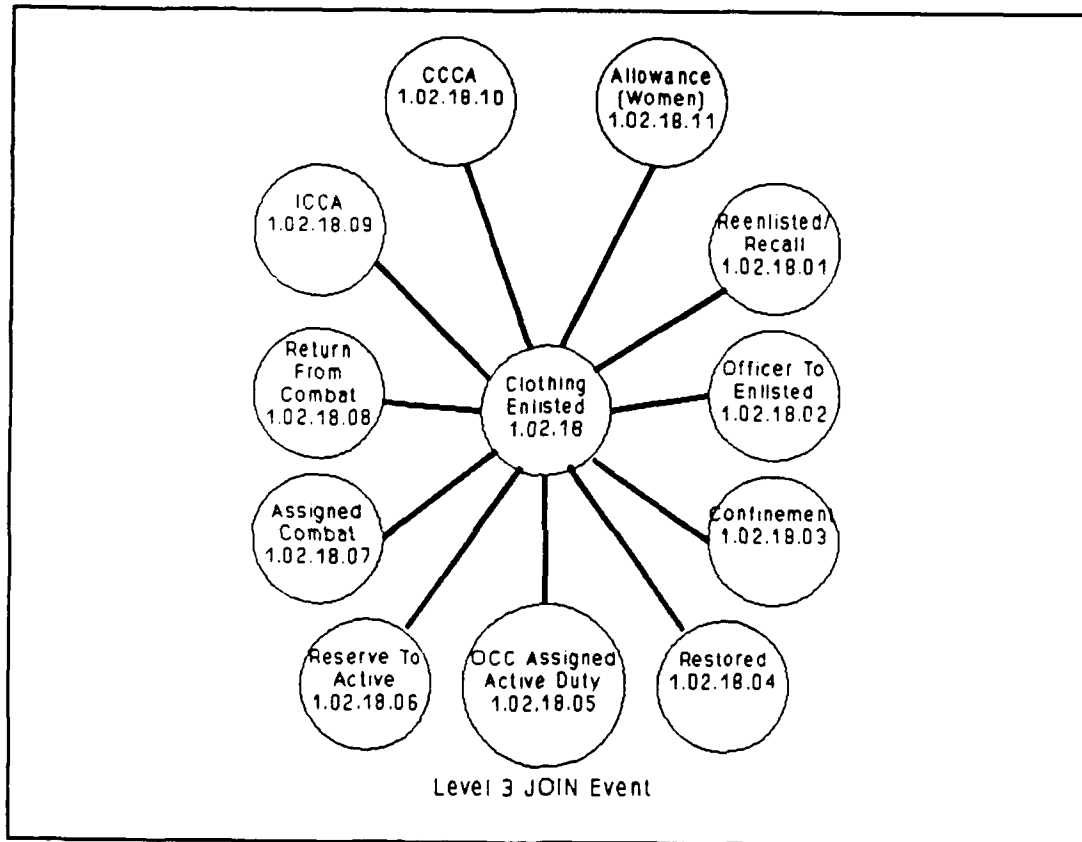 CCCA
1.02.18.10
Allowance
(Women)
1.02.18.11
ICCA
1.02.18.09
Reenlisted/
Recall
1.02.18.01
Return
From
Combat
1.02.18.08
Clothing
Enlisted
1.02.18
Officer To
Enlisted
1.02.18.02
Assigned
Combat
1.02.18.07
Confinement
1.02.18.03
Reserve To
Active
1.02.18.06
OCC Assigned
Active Duty
1.02.18.05
Restored
1.02.18.04
Level 3 JOIN Event